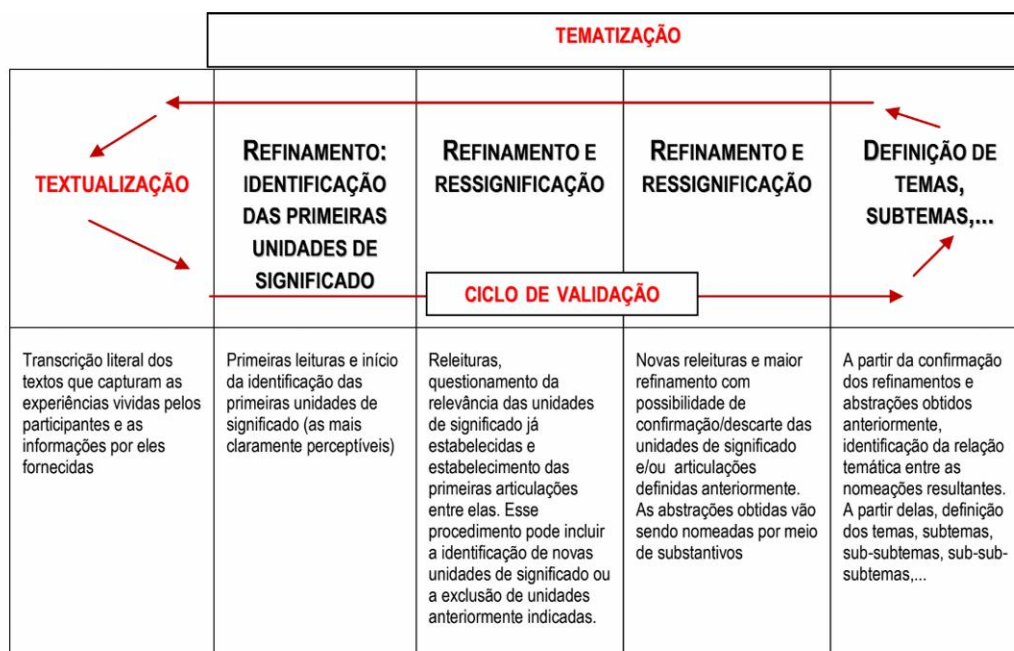 TEMATIZAÇÃO
TEXTUALIZAÇÃO
REFINAMENTO:
IDENTIFICAÇÃO
DAS PRIMEIRAS
UNIDADES DE
SIGNIFICADO
REFINAMENTO E
RESSIGNIFICAÇÃO
REFINAMENTO E
RESSIGNIFICAÇÃO
DEFINIÇÃO DE
TEMAS,
SUBTEMAS,...
CICLO DE VALIDAÇÃO
Transcrição literal dos
textos que capturam as
experiências vividas pelos
participantes e as
informações por eles
fornecidas
Primeiras leituras e início
da identificação das
primeiras unidades de
significado (as mais
claramente perceptíveis)
Releituras,
questionamento da
relevância das unidades
de significado já
estabelecidas e
estabelecimento das
primeiras articulações
entre elas. Esse
procedimento pode incluir
a identificação de novas
unidades de significado ou
a exclusão de unidades
anteriormente indicadas.
Novas releituras e maior
refinamento com
possibilidade de
confirmação/descarte das
unidades de significado
e/ou articulações
definidas anteriormente.
As abstrações obtidas vão
sendo nomeadas por meio
de substantivos
A partir da confirmação
dos refinamentos e
abstrações obtidos
anteriormente,
identificação da relação
temática entre as
nomeações resultantes.
A partir delas, definição
dos temas, subtemas,
sub-subtemas, sub-sub-
subtemas,...